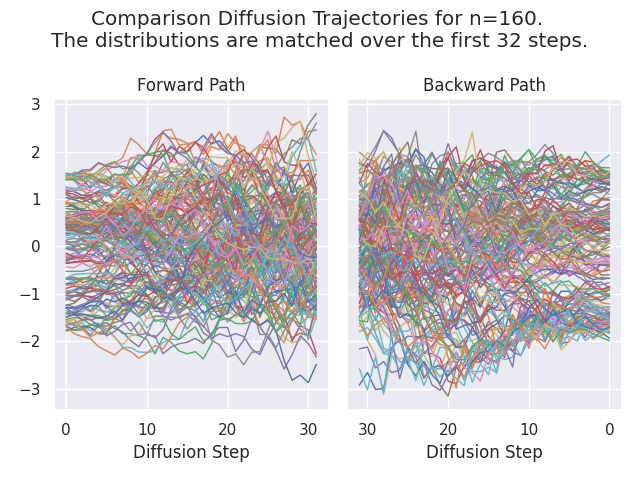 Comparison Diffusion Trajectories for n=160.
The distributions are matched over the first 32 steps.
Forward Path
Backward Path
3
2
1
0
−1
−2
−3
0 10 20 30
30 20 10 0
Diffusion Step
Diffusion Step